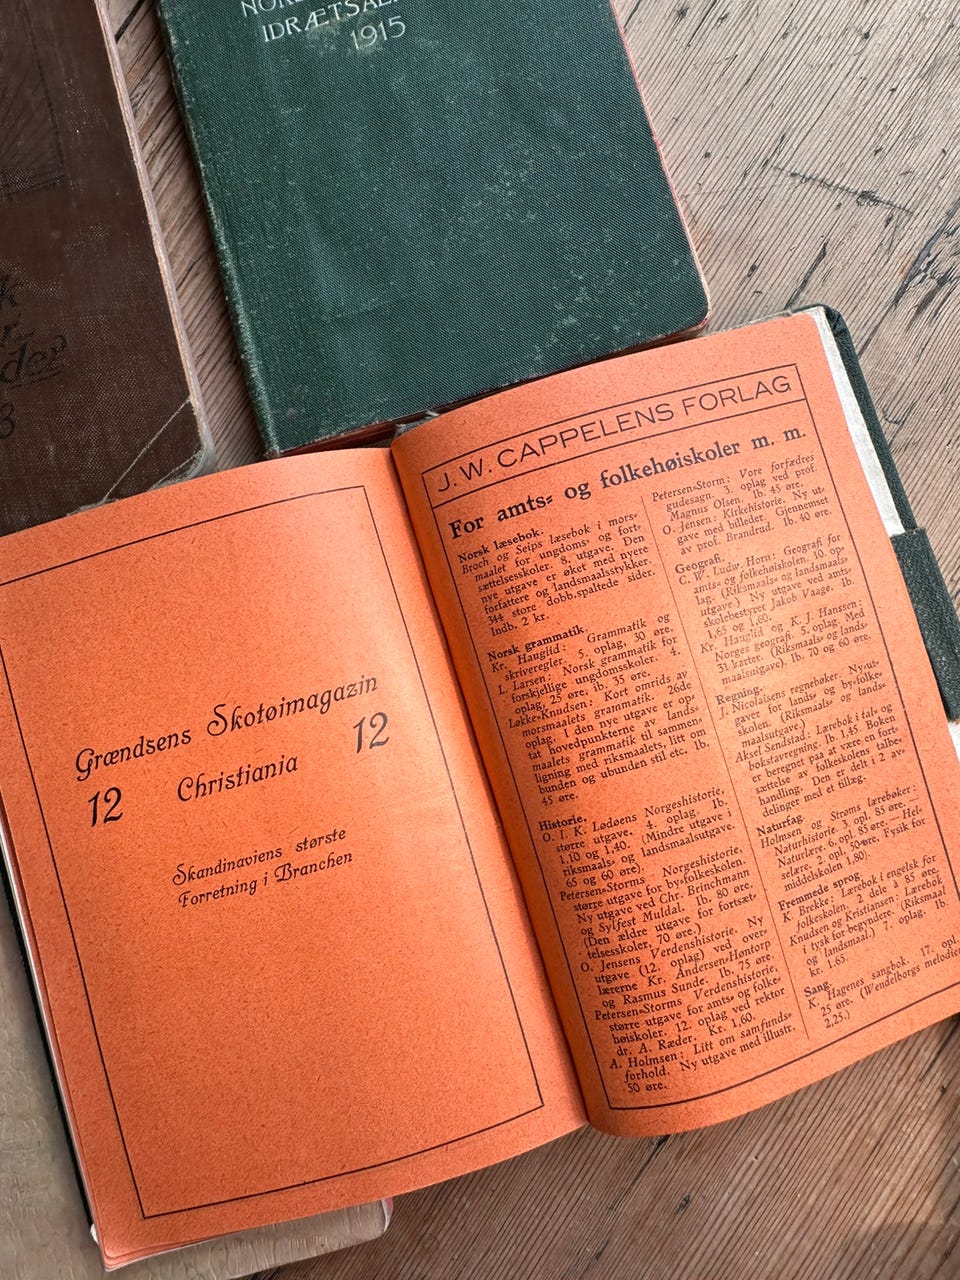 IDRÆTSAL
1915
k
r-
der
3
Grændsens Skotøimagazin
12 Christiania 12
Skandinaviens største
Forretning i Branchen
J. W. CAPPELENS FORLAG
For amts- og folkehøiskoler m. m.
Norsk læsebok.
Broch og Seips læsebok i mors-
maalet for ungdoms- og fort-
sættelsesskoler. 8. utgave. Den
nye utgave er øket med nyere
forfattere og landsmaalsstykker.
344 store dobb.spaltede sider.
Indb. 2 kr.
Norsk grammatik.
Kr. Hauglid: Grammatik og
skriveregler. 5. oplag, 30 øre.
L. Larsen: Norsk grammatik for
forskjellige ungdomsskoler. 4.
oplag, 25 øre, ib. 35 øre.
Løkke-Knudsen: Kort omrids av
morsmaalets grammatik. 26de
oplag. I den nye utgave er op-
tat hovedpunkterne av lands-
maalets grammatik til sammen-
ligning med riksmaalets, litt om
bunden og ubunden stil etc. Ib.
45 øre.
Historie.
O. I. K. Lødøens Norgeshistorie,
større utgave. 4. oplag. Ib.
1,10 og 1,40. (Mindre utgave i
riksmaals- og landsmaalsutgave.
65 og 60 øre).
Petersen-Storms Norgeshistorie,
større utgave for by-folkeskolen.
Ny utgave ved Chr. Brinchmann
og Sylfest Muldal. Ib. 80 øre.
(Den ældre utgave for fortsæt-
telsesskoler, 70 øre.)
O. Jensens Verdenshistorie. Ny
utgave (12. oplag) ved over-
lærerne Kr. Andersen-Høntorp
og Rasmus Sunde. Ib. 75 øre.
Petersen-Storms Verdenshistorie,
større utgave for amts- og folke-
høiskoler. 12. oplag ved rektor
dr. A. Ræder. Kr. 1,60.
A. Holmsen: Litt om samfunds-
forhold. Ny utgave med illustr.
50 øre.
Petersen-Storm: Vore forfædres
gudesagn. 3. oplag ved prof.
Magnus Olsen. Ib. 45 øre.
O. Jensen: Kirkehistorie. Ny ut-
gave med billeder. Gjennemset
av prof. Brandrud. Ib. 40 øre.
Geografi.
C. W. Ludw. Horn: Geografi for
amts- og folkehøiskolen. 10. op-
lag. (Riksmaals- og landsmaals-
utgave.) Ny utgave ved amts-
skolebestyrer Jakob Vaage. Ib.
1,65 og 1,60.
Kr. Hauglid og K. J. Hanssen:
Norges geografi. 5. oplag. Med
31 karter. (Riksmaals- og lands-
maalsutgave). Ib. 70 og 60 øre.
Regning.
J. Nicolaisens regnebøker. Ny ut-
gaver for lands- og by-folke-
skolen. (Riksmaals- og lands-
maalsutgave.)
Aksel Sendstad: Lærebok i tal- og
bokstavregning. Ib. 1,45. Boken
er beregnet paa at være en fort-
sættelse av folkeskolens talbe-
handling. Den er delt i 2 av-
delinger med et tillæg.
Naturfag.
Holmsen og Strøms lærebøker:
Naturhistorie. 3. opl. 85 øre. —
Naturlære. 6. opl. 85 øre. — Hel-
selære. 2. opl. 50 øre. Fysik for
middelskolen 1,80).
Fremmede sprog.
K. Brekke: Lærebok i engelsk for
folkeskolen. 2 dele à 85 øre.
Knudsen og Kristiansen: Lærebok
i tysk for begyndere. (Riksmaal
og landsmaal.) 7. oplag. Ib.
kr. 1,65.
Sang.
K. Hagenes sangbok. 17. opl.
25 øre. (Wendelborgs melodier
2,25.)